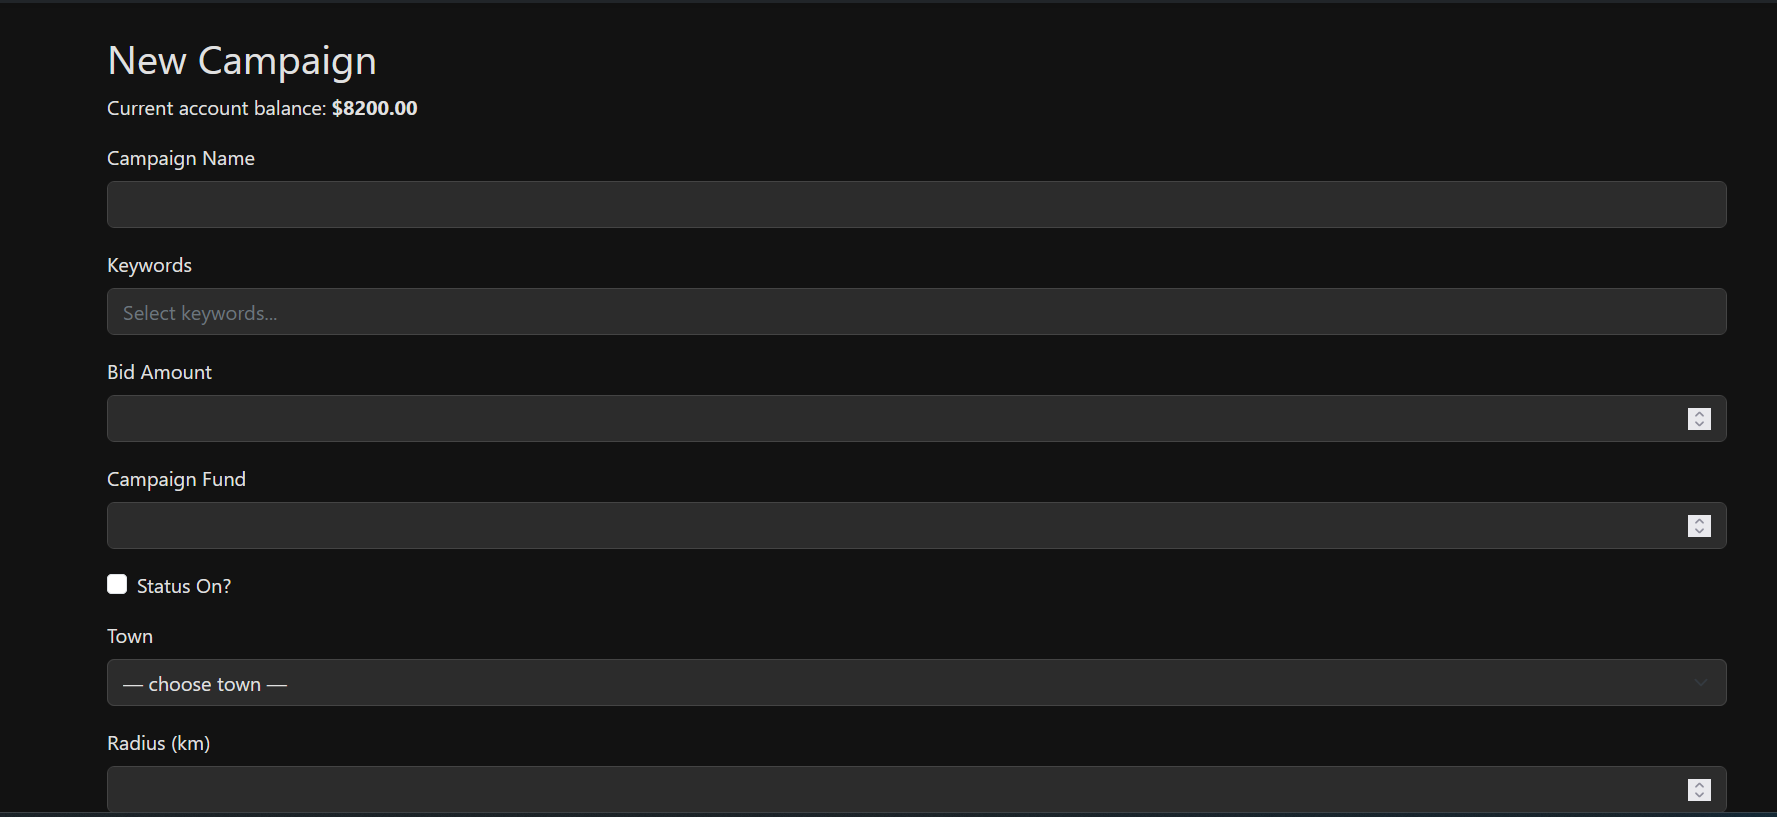 New Campaign
Current account balance: $8200.00
Campaign Name
Keywords
Select keywords...
Bid Amount
Campaign Fund
Status On?
Town
— choose town —
Radius (km)